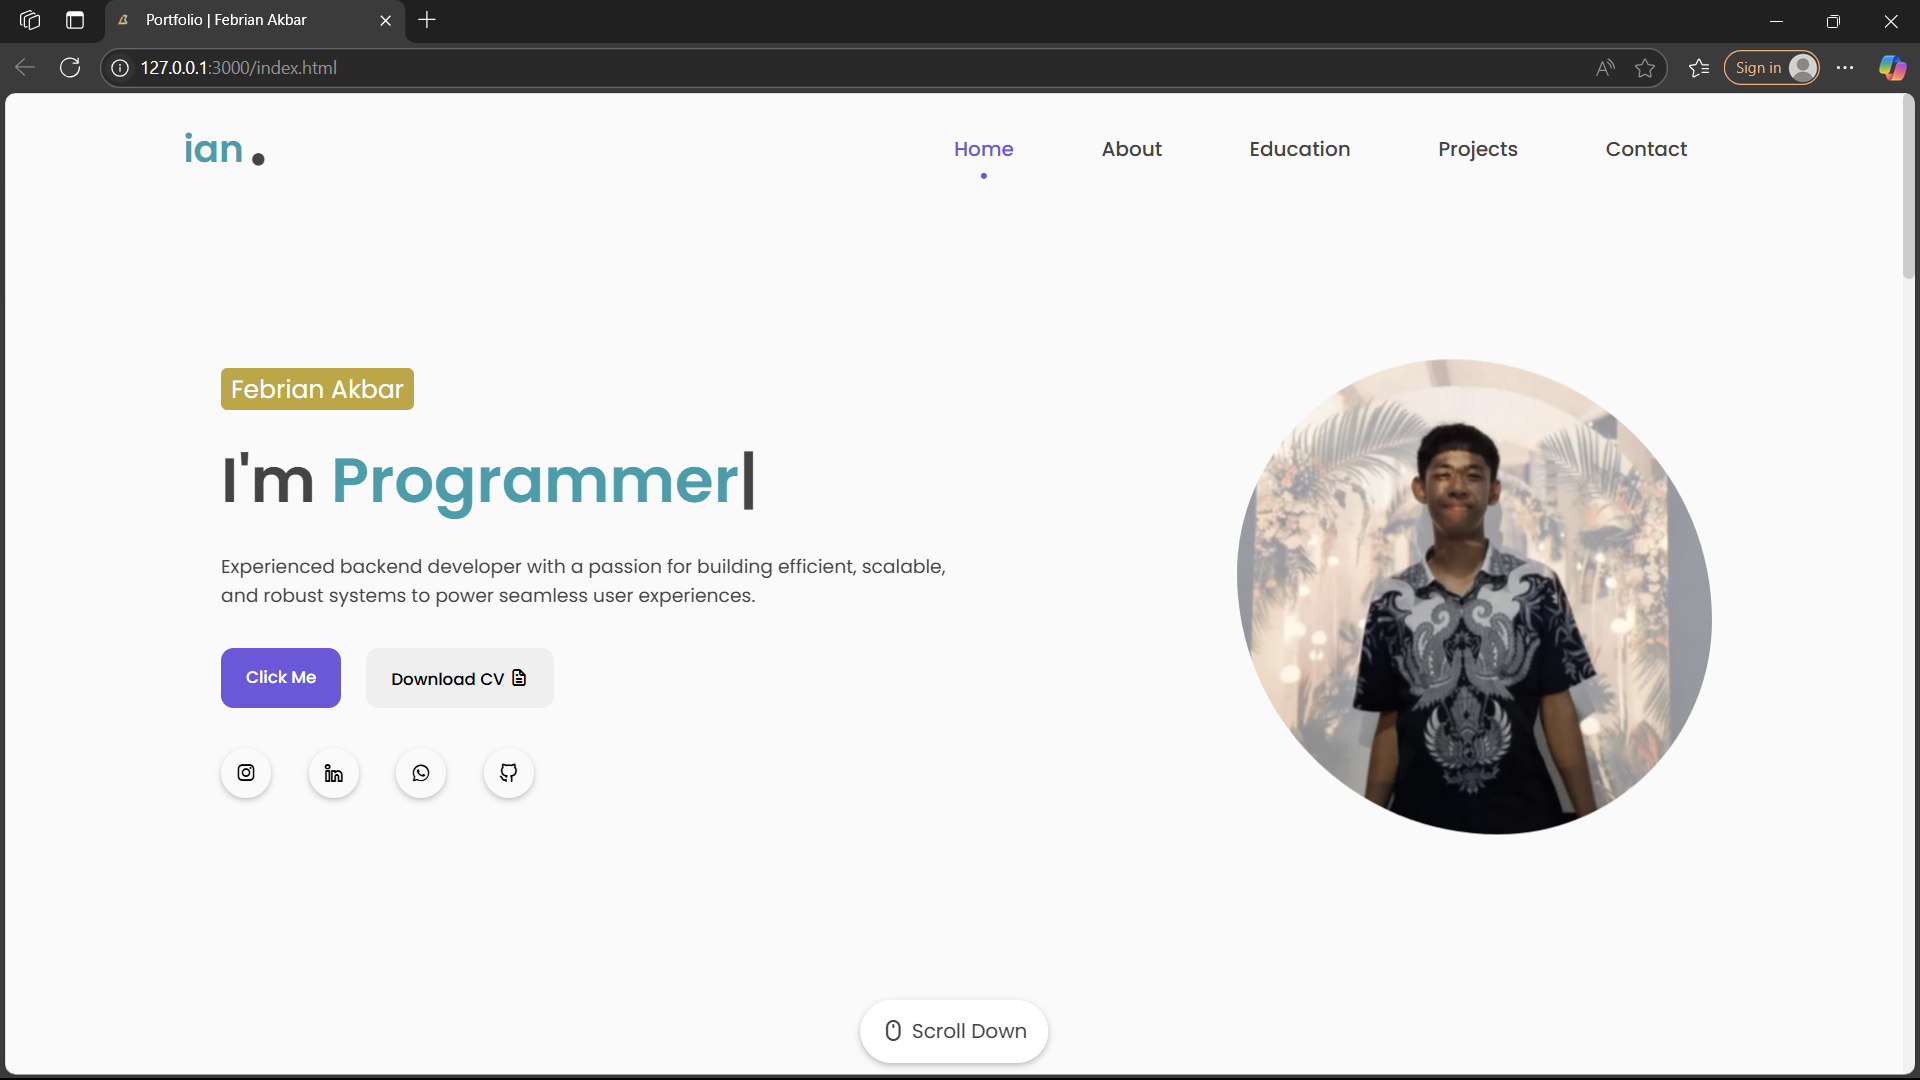 Portfolio | Febrian Akbar
127.0.0.1:3000/index.html
Sign in
ian .
Home
About
Education
Projects
Contact
Febrian Akbar
I'm Programmer|
Experienced backend developer with a passion for building efficient, scalable,
and robust systems to power seamless user experiences.
Click Me
Download CV
Scroll Down